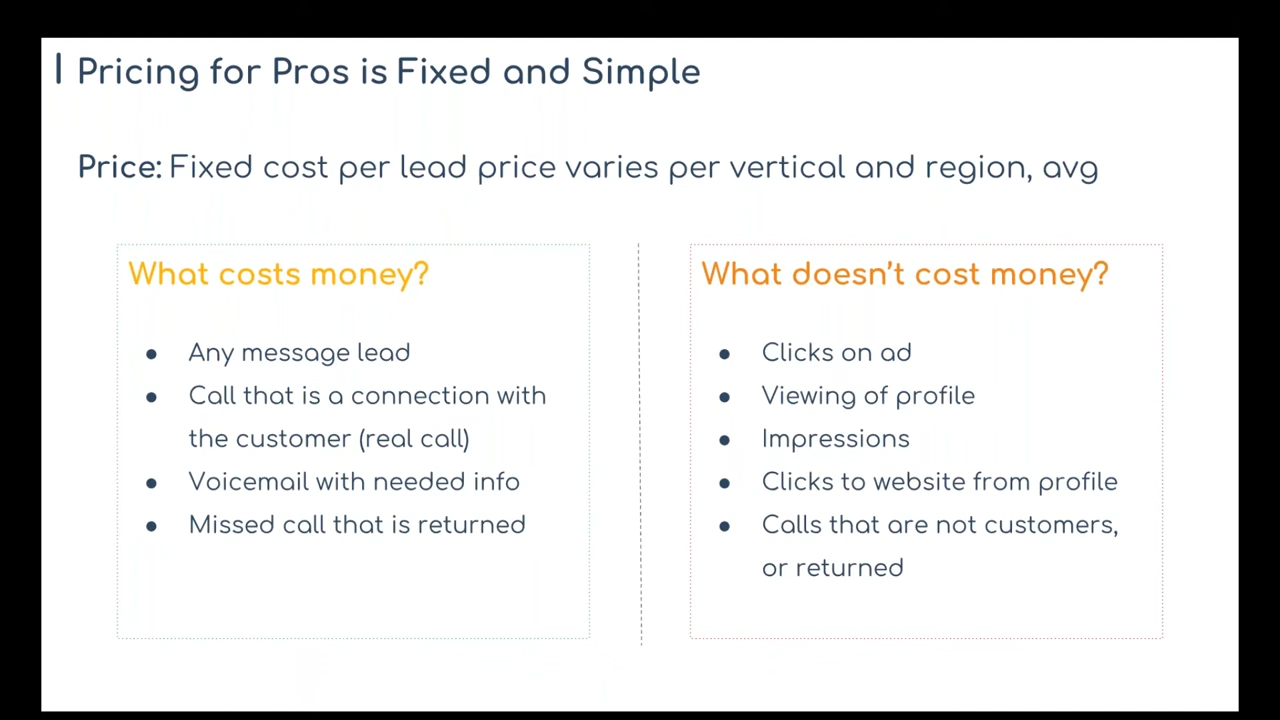 | Pricing for Pros is Fixed and Simple
Price: Fixed cost per lead price varies per vertical and region, avg
What costs money?
● Any message lead
● Call that is a connection with
the customer (real call)
● Voicemail with needed info
● Missed call that is returned
What doesn’t cost money?
● Clicks on ad
● Viewing of profile
● Impressions
● Clicks to website from profile
● Calls that are not customers,
or returned